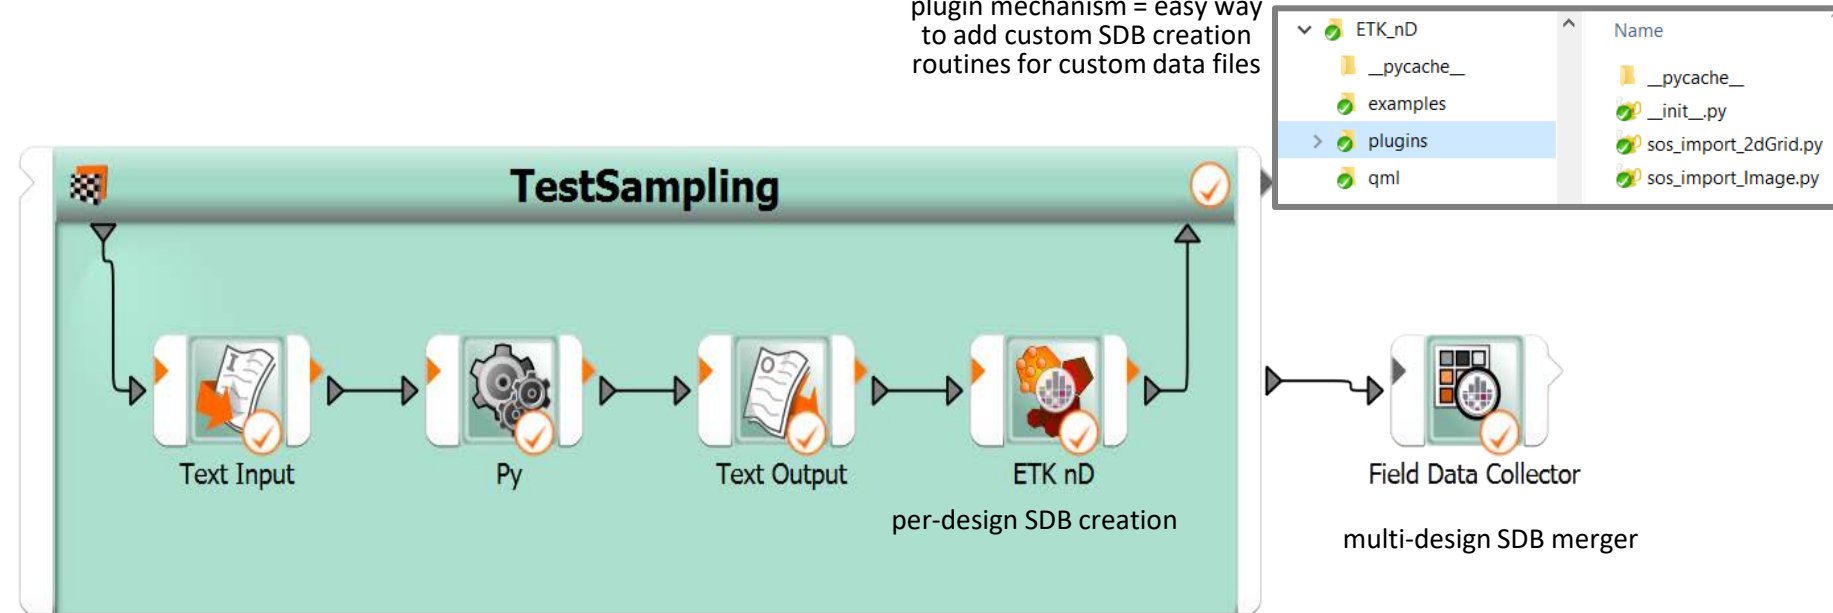 plugin mechanism = easy way
to add custom SDB creation
routines for custom data files
ETK_nD
__pycache__
examples
plugins
qml
Name
__pycache__
__init__.py
sos_import_2dGrid.py
sos_import_Image.py
TestSampling
Text Input
Py
Text Output
ETK nD
Field Data Collector
per-design SDB creation
multi-design SDB merger